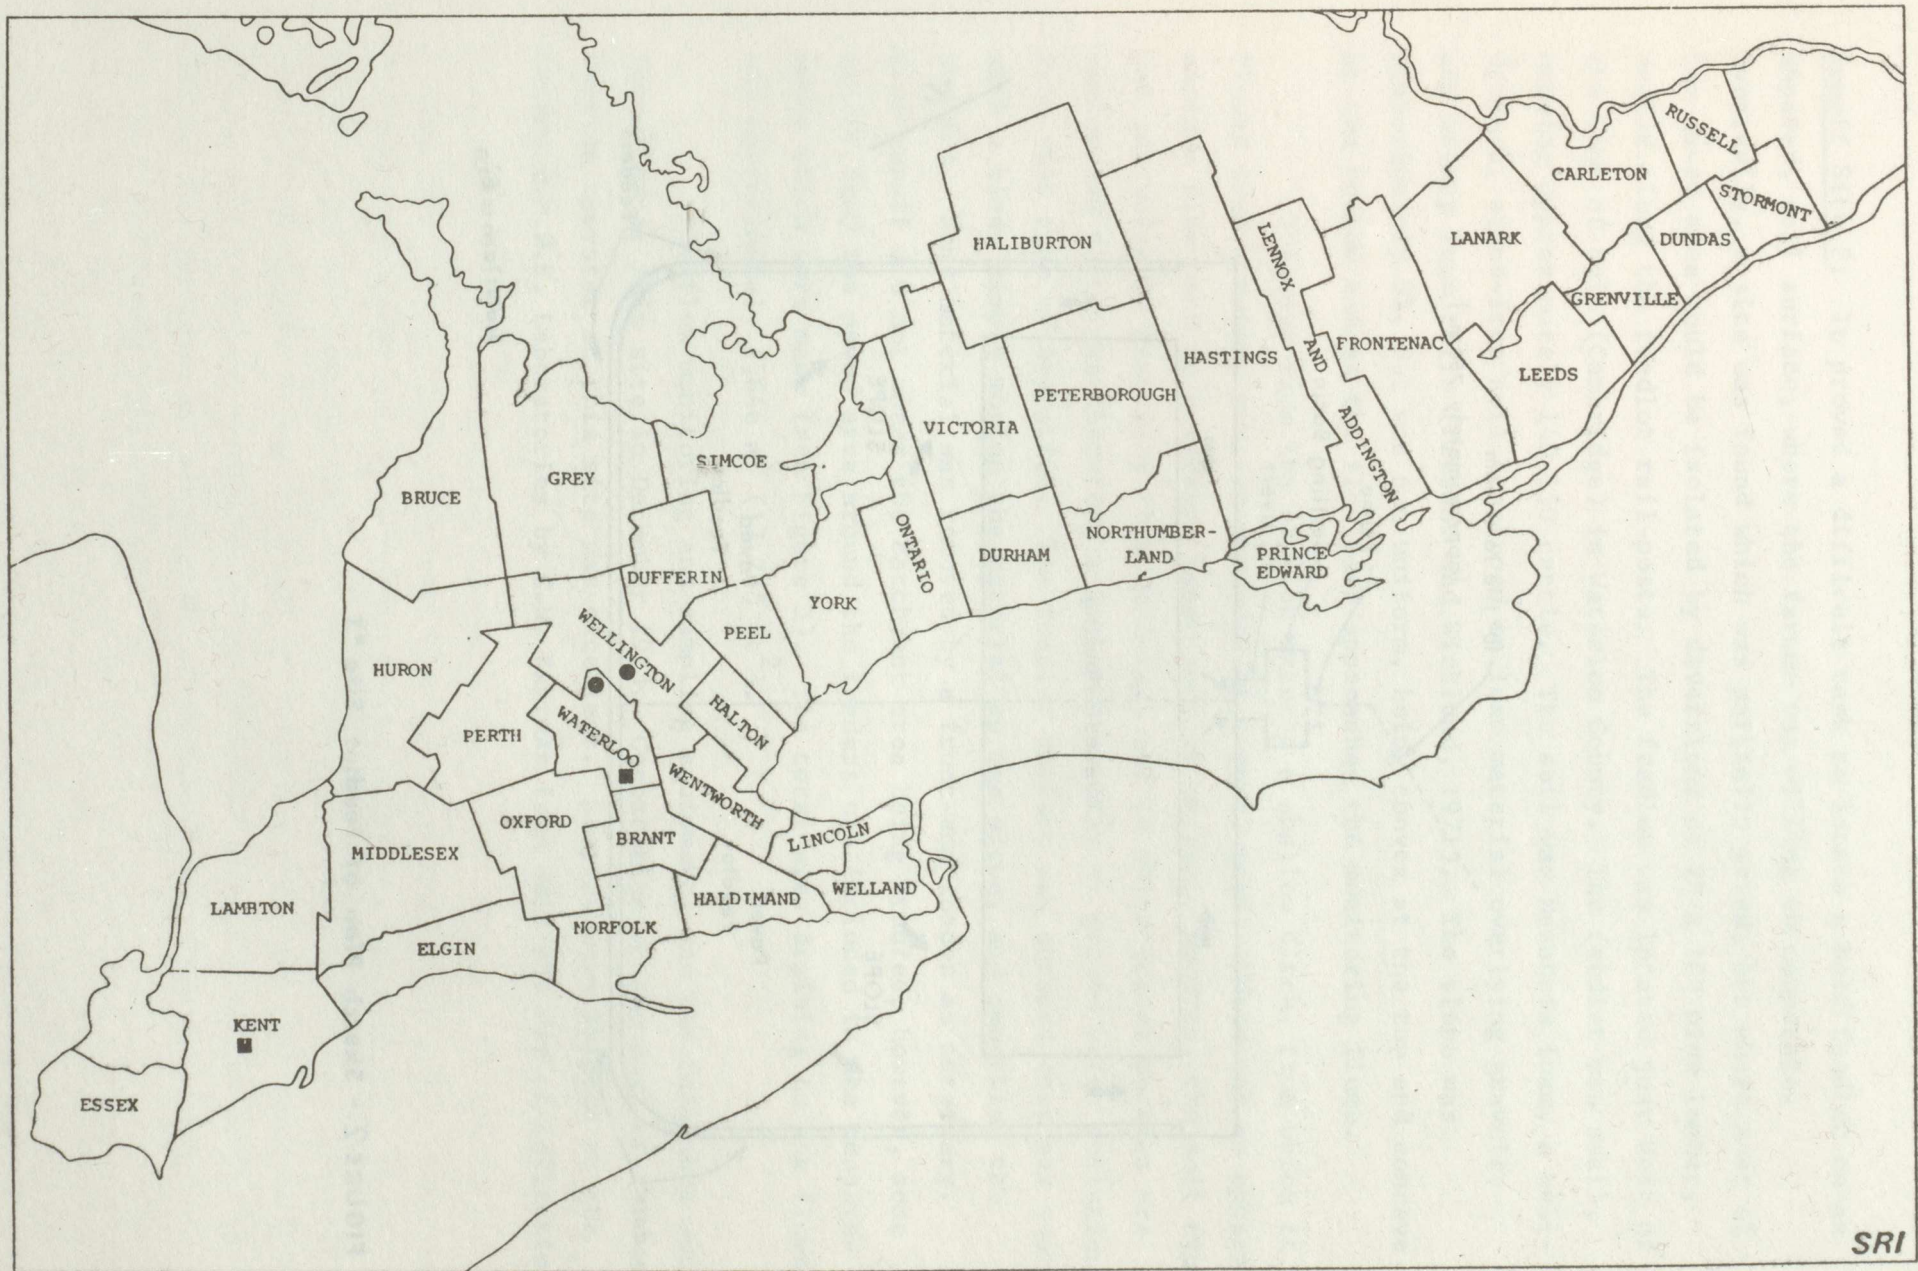 RUSSELL
CARLETON
STORMONT
LANARK
DUNDAS
HALIBURTON
LENNOX
AND
ADDINGTON
GRENVILLE
FRONTENAC
HASTINGS
LEEDS
PETERBOROUGH
VICTORIA
SIMCOE
GREY
BRUCE
ONTARIO
NORTHUMBER-
LAND
DURHAM
PRINCE
EDWARD
DUFFERIN
YORK
PEEL
WELLINGTON
HURON
HALTON
PERTH
WATERLOO
WENTWORTH
OXFORD
BRANT
LINCOLN
MIDDLESEX
WELLAND
HALDIMAND
LAMBTON
NORFOLK
ELGIN
KENT
ESSEX
SRI